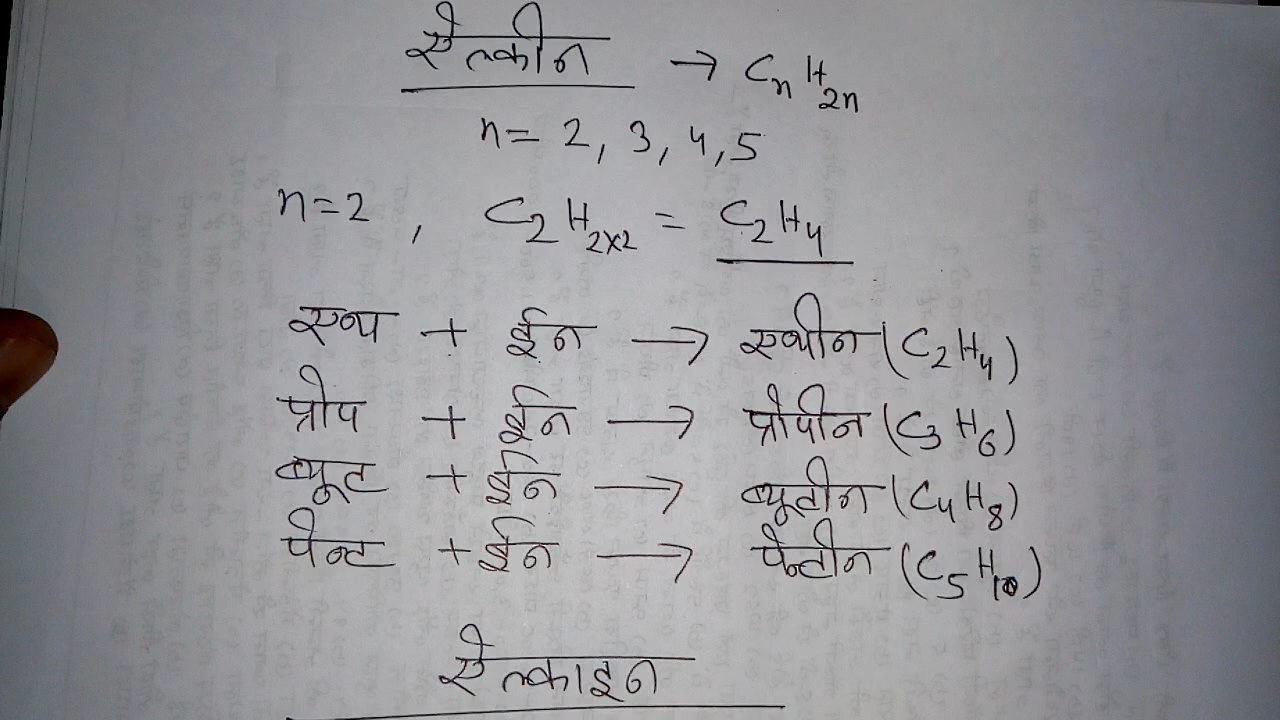 ऐल्कीन → CnH2n
n = 2, 3, 4, 5
n=2, C2H2x2 = C2H4
एथ + ईन → एथीन (C2H4)
प्रोप + ईन → प्रोपीन (C3H6)
ब्यूट + ईन → ब्यूटीन (C4H8)
पेन्ट + ईन → पेन्टीन (C5H10)
ऐल्काइन